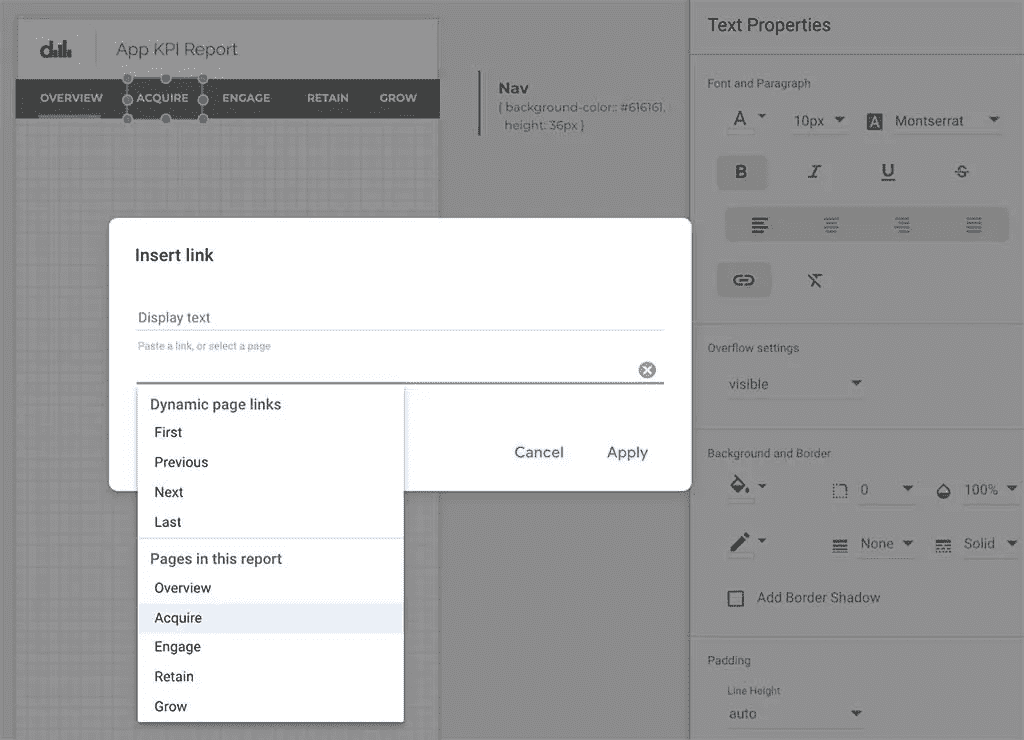 App KPI Report
OVERVIEW
ACQUIRE
ENGAGE
RETAIN
GROW
Nav
{ background-color:: #616161,
height: 36px }
Insert link
Display text
Paste a link, or select a page
Dynamic page links
First
Previous
Next
Last
Pages in this report
Overview
Acquire
Engage
Retain
Grow
Cancel
Apply
Text Properties
Font and Paragraph
A
10px
A
Montserrat
B
I
U
S
Overflow settings
visible
Background and Border
0
100%
None
Solid
Add Border Shadow
Padding
Line Height
auto